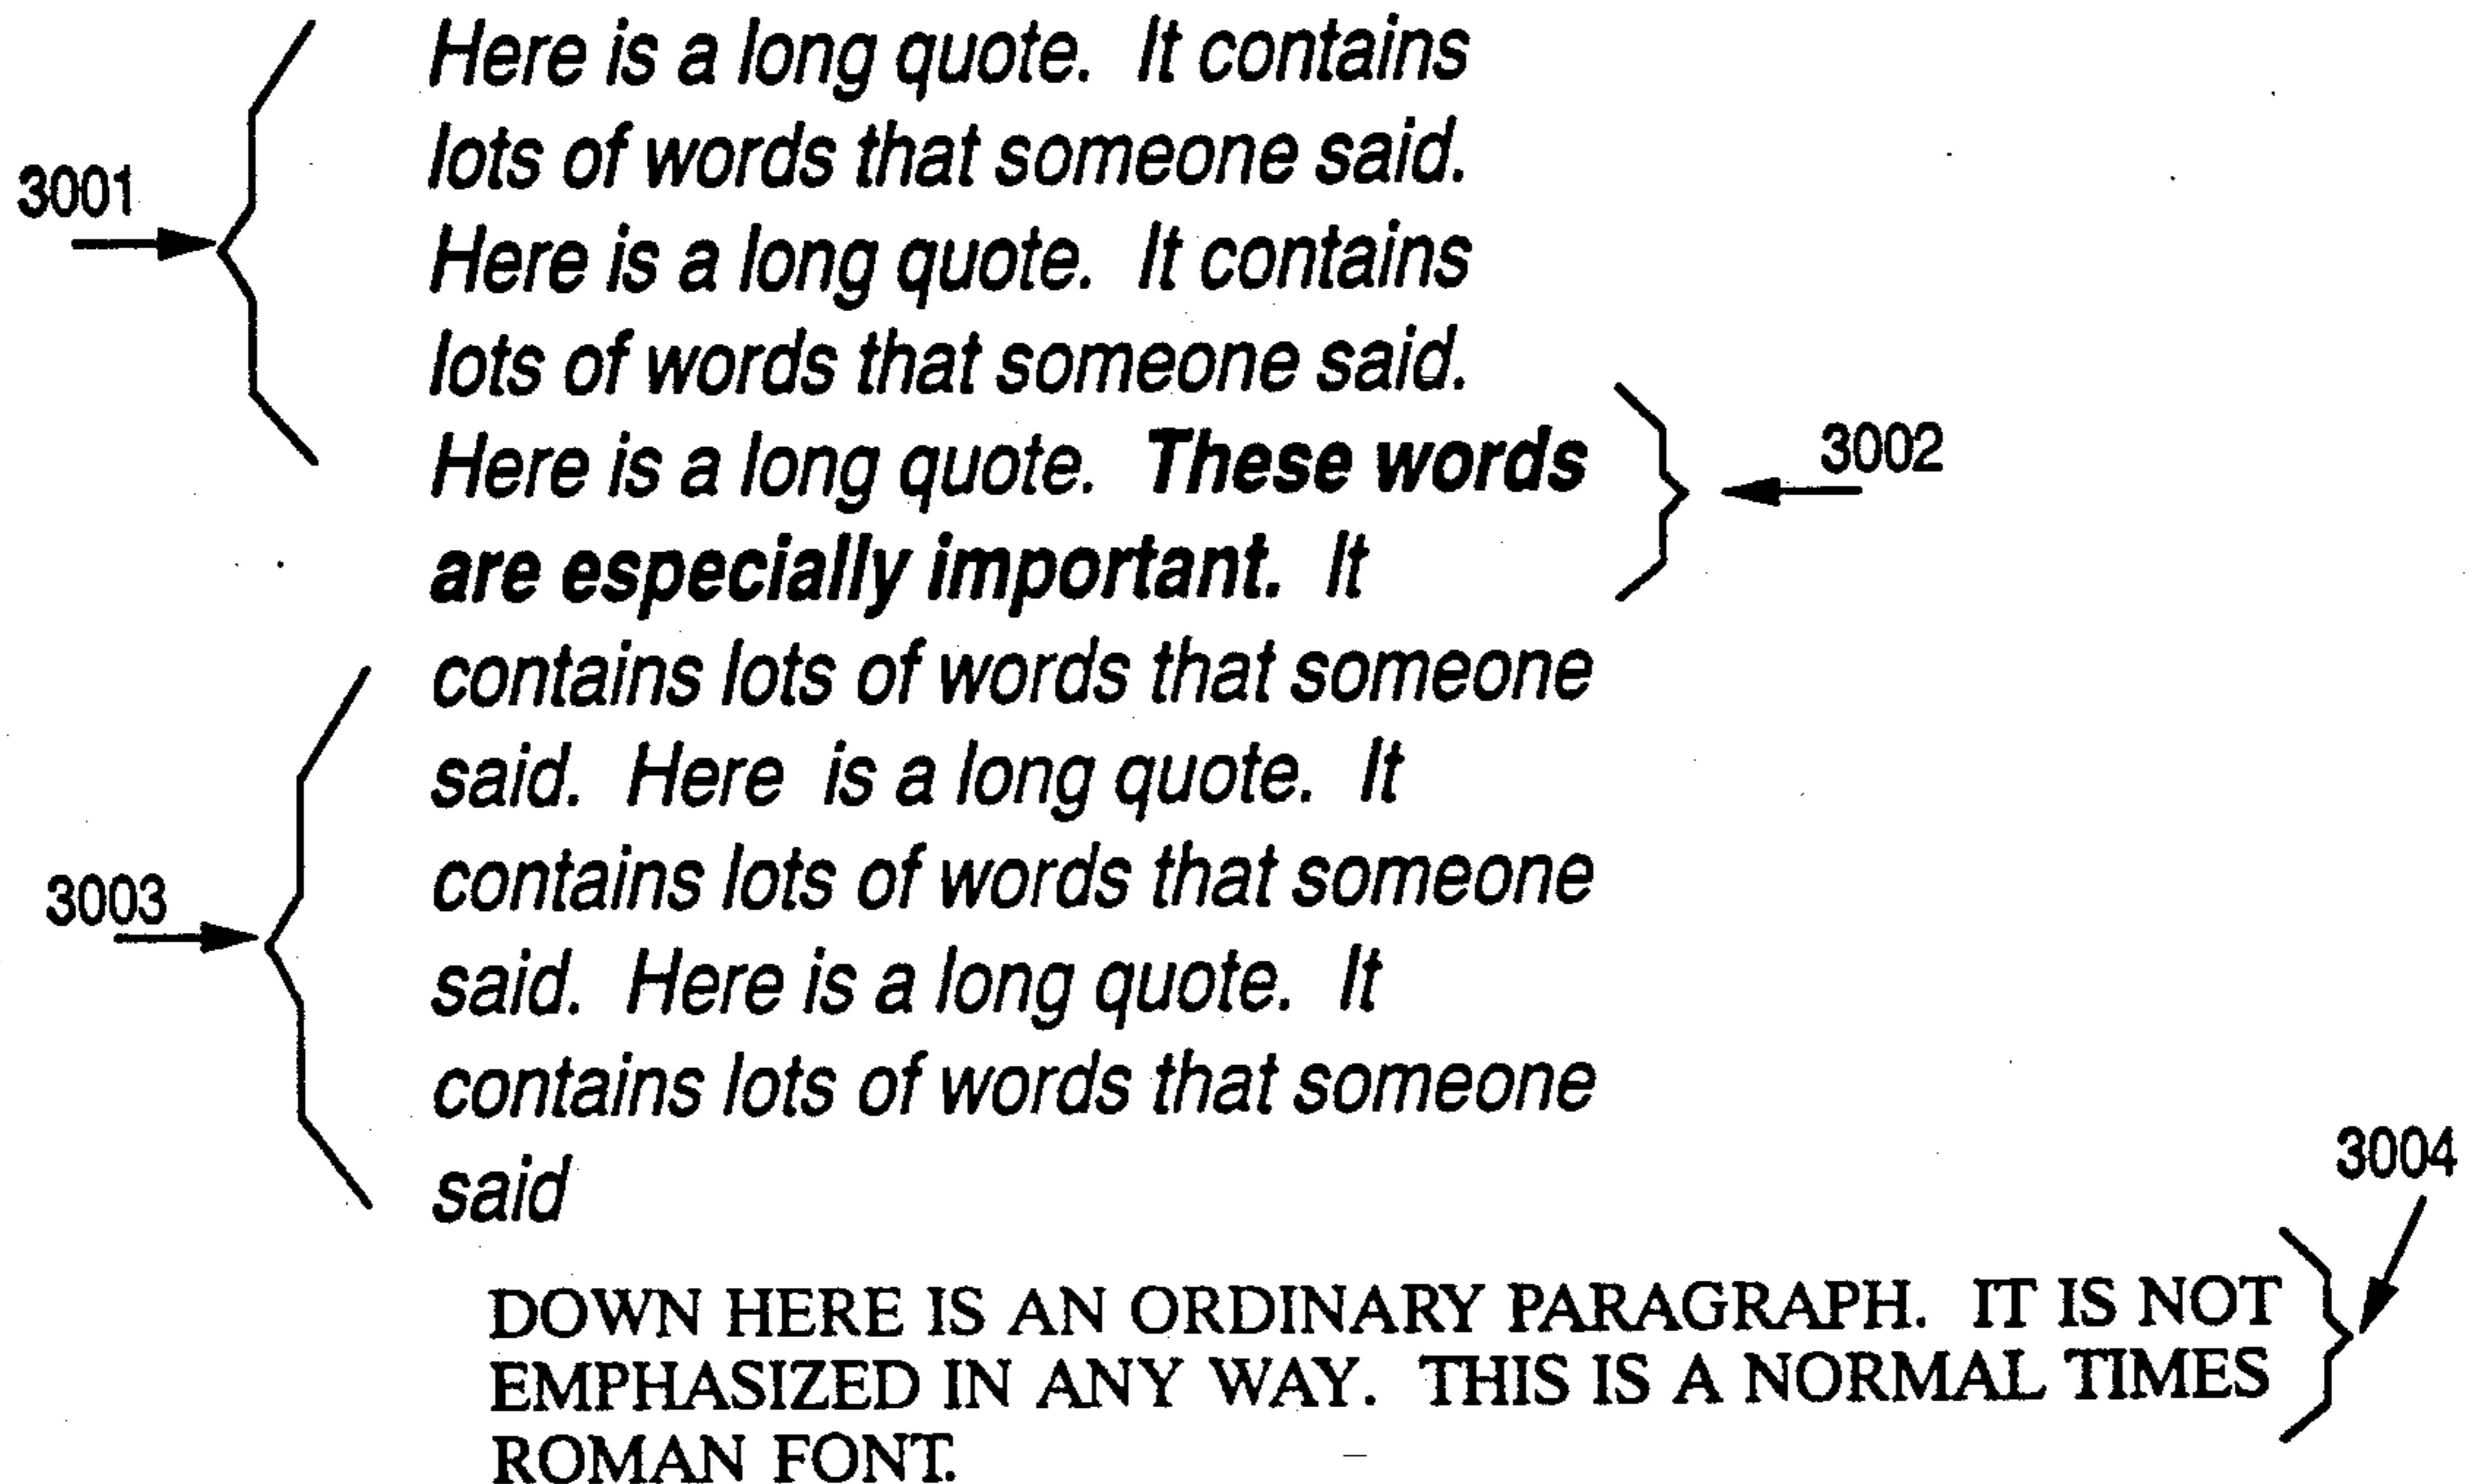 Here is a long quote. It contains
lots of words that someone said.
3001
Here is a long quote. It contains
lots of words that someone said.
Here is a long quote. These words
3002
are especially important. It
contains lots of words that someone
said. Here is a long quote. It
contains lots of words that someone
3003
said. Here is a long quote. It
contains lots of words that someone
said
3004
DOWN HERE IS AN ORDINARY PARAGRAPH. IT IS NOT
EMPHASIZED IN ANY WAY. THIS IS A NORMAL TIMES
ROMAN FONT.